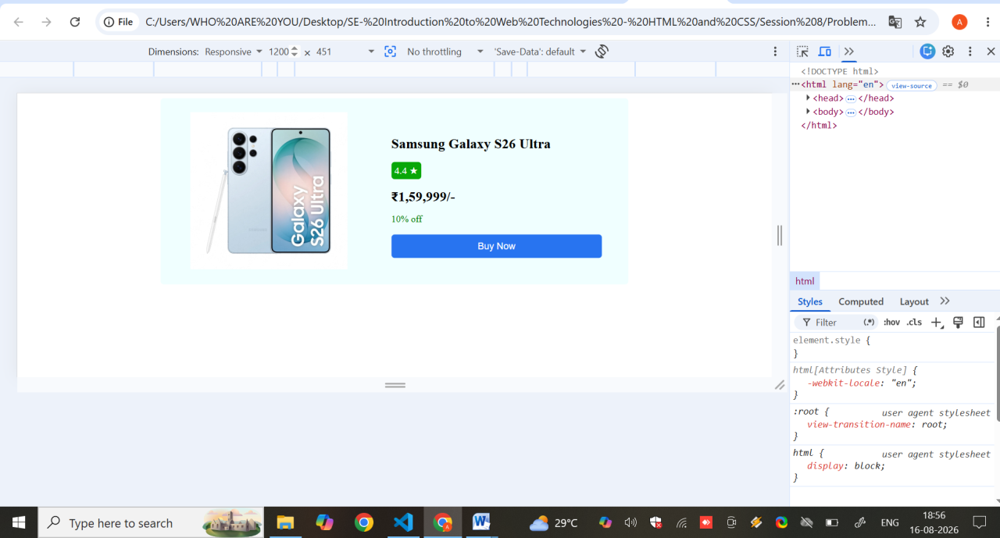 File
C:/Users/WHO%20ARE%20YOU/Desktop/SE-%20Introduction%20to%20Web%20Technologies%20-%20HTML%20and%20CSS/Session%208/Problem...
A
Dimensions: Responsive 1200 × 451 No throttling 'Save-Data': default
<!DOCTYPE html>
···<html lang="en"> view-source == $0
<head> ··· </head>
<body> ··· </body>
</html>
Samsung Galaxy S26 Ultra
4.4 ★
₹1,59,999/-
10% off
Buy Now
Galaxy
S26 Ultra
html
Styles Computed Layout
Filter (.*) :hov .cls
element.style {
}
html[Attributes Style] {
-webkit-locale: "en";
}
:root { user agent stylesheet
view-transition-name: root;
}
html { user agent stylesheet
display: block;
}
Type here to search
29°C
ENG
18:56
16-08-2026